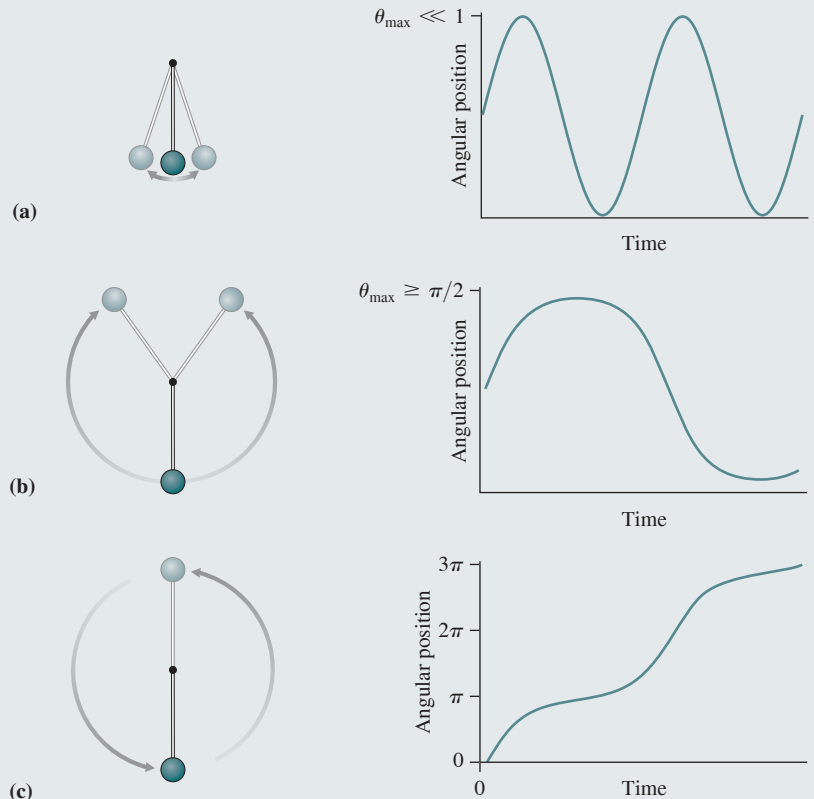 θmax ≪ 1
Angular position
Time
(a)
θmax ≧ π/2
Angular position
Time
(b)
3π
2π
π
0
Angular position
0
Time
(c)